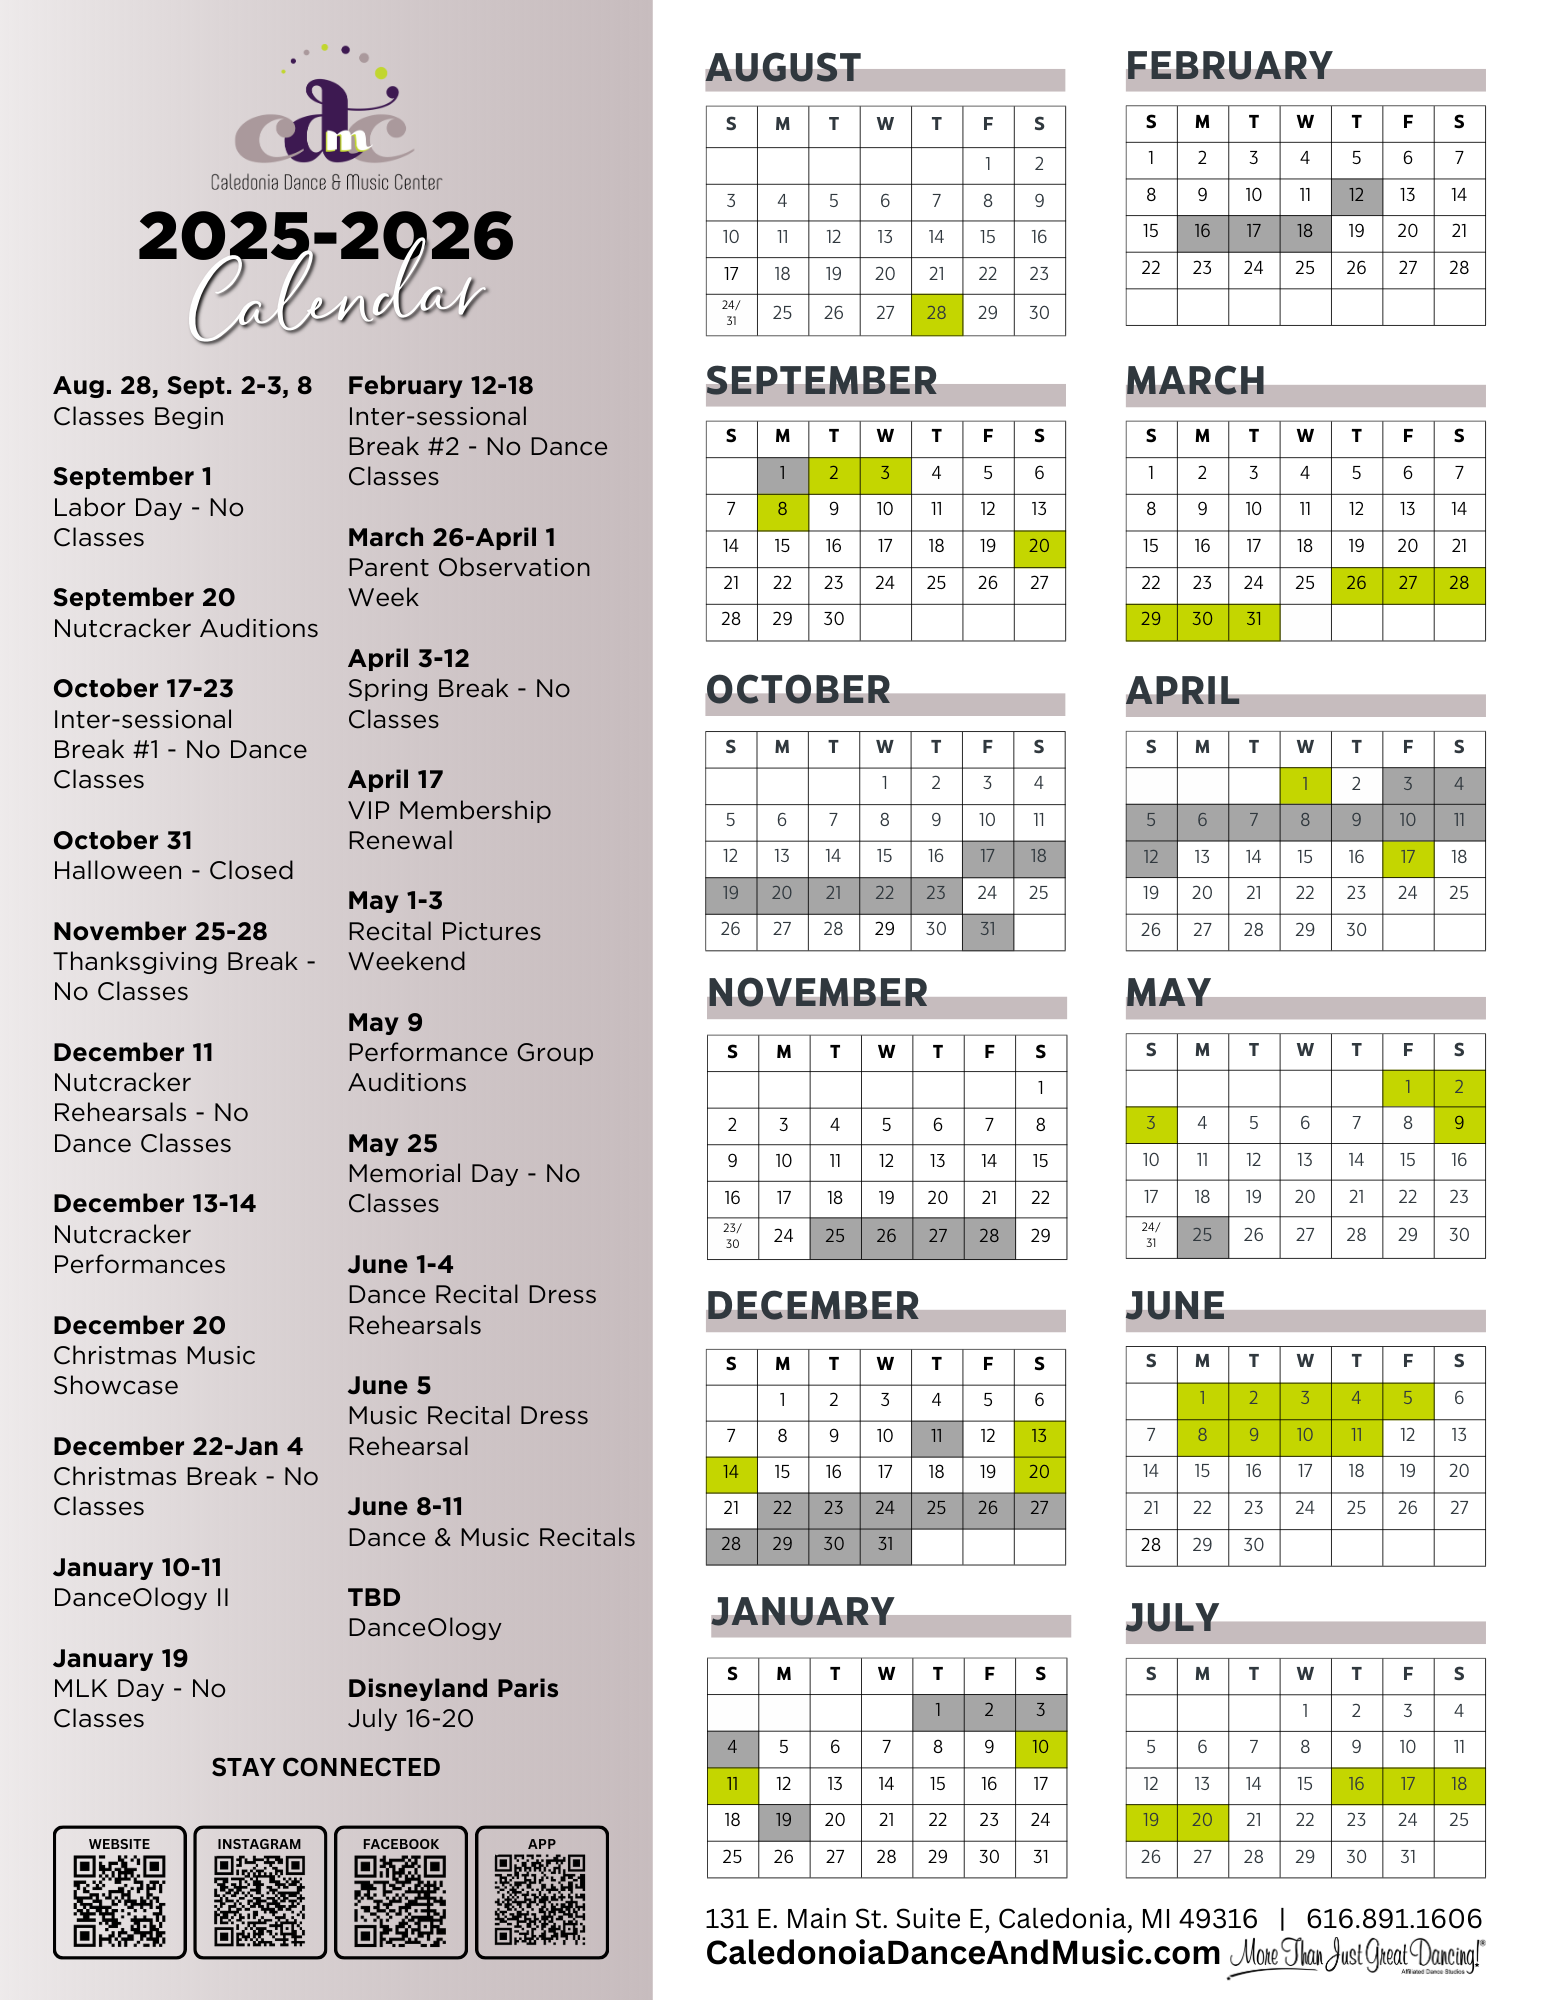 cdmc
Caledonia Dance & Music Center
2025-2026
Calendar
Aug. 28, Sept. 2-3, 8
Classes Begin
September 1
Labor Day - No
Classes
September 20
Nutcracker Auditions
October 17-23
Inter-sessional
Break #1 - No Dance
Classes
October 31
Halloween - Closed
November 25-28
Thanksgiving Break -
No Classes
December 11
Nutcracker
Rehearsals - No
Dance Classes
December 13-14
Nutcracker
Performances
December 20
Christmas Music
Showcase
December 22-Jan 4
Christmas Break - No
Classes
January 10-11
DanceOlogy II
January 19
MLK Day - No
Classes
February 12-18
Inter-sessional
Break #2 - No Dance
Classes
March 26-April 1
Parent Observation
Week
April 3-12
Spring Break - No
Classes
April 17
VIP Membership
Renewal
May 1-3
Recital Pictures
Weekend
May 9
Performance Group
Auditions
May 25
Memorial Day - No
Classes
June 1-4
Dance Recital Dress
Rehearsals
June 5
Music Recital Dress
Rehearsal
June 8-11
Dance & Music Recitals
TBD
DanceOlogy
Disneyland Paris
July 16-20
STAY CONNECTED
WEBSITE
INSTAGRAM
FACEBOOK
APP
AUGUST
S M T W T F S
1 2
3 4 5 6 7 8 9
10 11 12 13 14 15 16
17 18 19 20 21 22 23
24/31 25 26 27 28 29 30
SEPTEMBER
S M T W T F S
1 2 3 4 5 6
7 8 9 10 11 12 13
14 15 16 17 18 19 20
21 22 23 24 25 26 27
28 29 30
OCTOBER
S M T W T F S
1 2 3 4
5 6 7 8 9 10 11
12 13 14 15 16 17 18
19 20 21 22 23 24 25
26 27 28 29 30 31
NOVEMBER
S M T W T F S
1
2 3 4 5 6 7 8
9 10 11 12 13 14 15
16 17 18 19 20 21 22
23/30 24 25 26 27 28 29
DECEMBER
S M T W T F S
1 2 3 4 5 6
7 8 9 10 11 12 13
14 15 16 17 18 19 20
21 22 23 24 25 26 27
28 29 30 31
JANUARY
S M T W T F S
1 2 3
4 5 6 7 8 9 10
11 12 13 14 15 16 17
18 19 20 21 22 23 24
25 26 27 28 29 30 31
FEBRUARY
S M T W T F S
1 2 3 4 5 6 7
8 9 10 11 12 13 14
15 16 17 18 19 20 21
22 23 24 25 26 27 28
MARCH
S M T W T F S
1 2 3 4 5 6 7
8 9 10 11 12 13 14
15 16 17 18 19 20 21
22 23 24 25 26 27 28
29 30 31
APRIL
S M T W T F S
1 2 3 4
5 6 7 8 9 10 11
12 13 14 15 16 17 18
19 20 21 22 23 24 25
26 27 28 29 30
MAY
S M T W T F S
1 2
3 4 5 6 7 8 9
10 11 12 13 14 15 16
17 18 19 20 21 22 23
24/31 25 26 27 28 29 30
JUNE
S M T W T F S
1 2 3 4 5 6
7 8 9 10 11 12 13
14 15 16 17 18 19 20
21 22 23 24 25 26 27
28 29 30
JULY
S M T W T F S
1 2 3 4
5 6 7 8 9 10 11
12 13 14 15 16 17 18
19 20 21 22 23 24 25
26 27 28 29 30 31
131 E. Main St. Suite E, Caledonia, MI 49316 | 616.891.1606
CaledonoiaDanceAndMusic.com
More Than Just Great Dancing!®
Affiliated Dance Studios